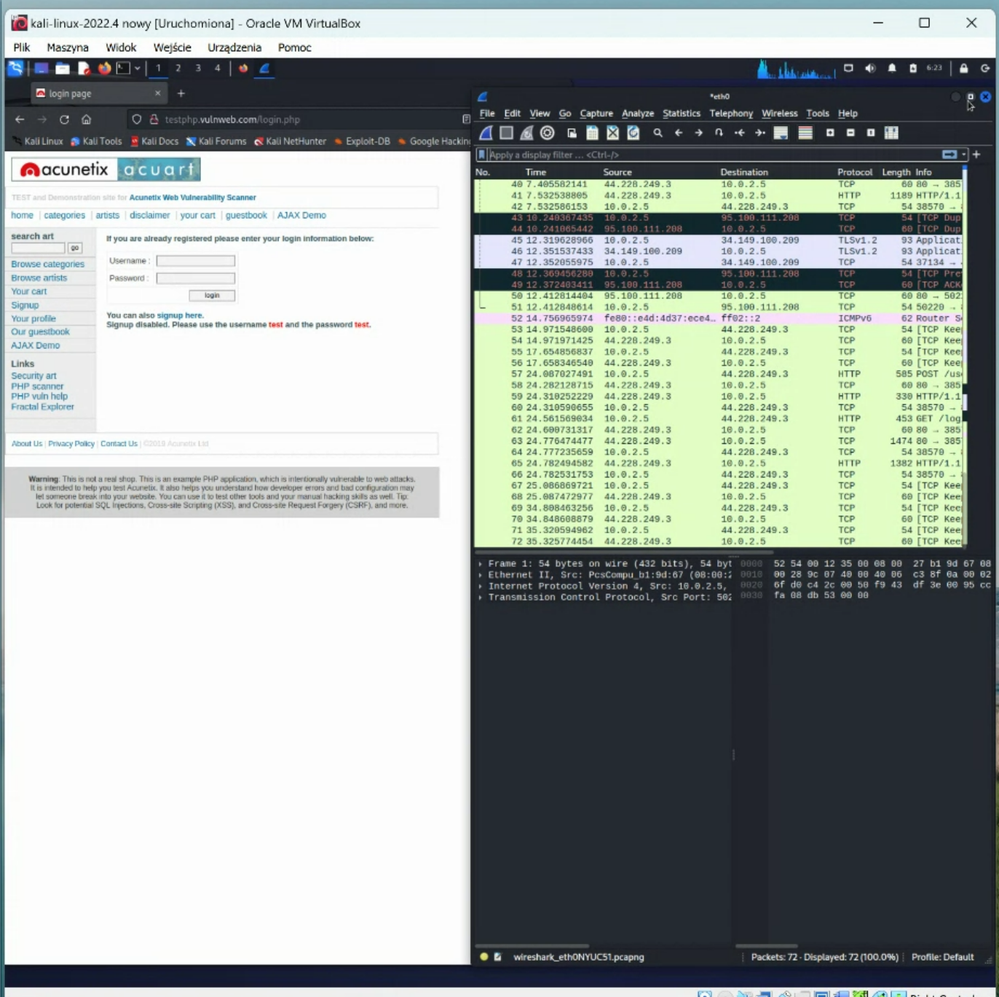 kali-linux-2022.4 nowy [Uruchomiona] - Oracle VM VirtualBox
Plik Maszyna Widok Wejście Urządzenia Pomoc
1 2 3 4 6:23
login page
testphp.vulnweb.com/login.php
Kali Linux Kali Tools Kali Docs Kali Forums Kali NetHunter Exploit-DB Google Hacking
acunetix acuart
TEST and Demonstration site for Acunetix Web Vulnerability Scanner
home | categories | artists | disclaimer | your cart | guestbook | AJAX Demo
search art
go
Browse categories
Browse artists
Your cart
Signup
Your profile
Our guestbook
AJAX Demo
Links
Security art
PHP scanner
PHP vuln help
Fractal Explorer
If you are already registered please enter your login information below:
Username :
Password :
login
You can also signup here.
Signup disabled. Please use the username test and the password test.
About Us | Privacy Policy | Contact Us | ©2019 Acunetix Ltd
Warning: This is not a real shop. This is an example PHP application, which is intentionally vulnerable to web attacks.
It is intended to help you test Acunetix. It also helps you understand how developer errors and bad configuration may
let someone break into your website. You can use it to test other tools and your manual hacking skills as well. Tip:
Look for potential SQL Injections, Cross-site Scripting (XSS), and Cross-site Request Forgery (CSRF), and more.
*eth0
File Edit View Go Capture Analyze Statistics Telephony Wireless Tools Help
Apply a display filter ... <Ctrl-/>
No. Time Source Destination Protocol Length Info
40 7.405582141 44.228.249.3 10.0.2.5 TCP 60 80 → 385
41 7.532538805 44.228.249.3 10.0.2.5 HTTP 1189 HTTP/1.1
42 7.532586153 10.0.2.5 44.228.249.3 TCP 54 38570 →
43 10.240367435 10.0.2.5 95.100.111.208 TCP 54 [TCP Dup
44 10.241065442 95.100.111.208 10.0.2.5 TCP 60 [TCP Dup
45 12.319628966 10.0.2.5 34.149.100.209 TLSv1.2 93 Applicat
46 12.351537433 34.149.100.209 10.0.2.5 TLSv1.2 93 Applicat
47 12.352055975 10.0.2.5 34.149.100.209 TCP 54 37134 →
48 12.369456280 10.0.2.5 95.100.111.208 TCP 54 [TCP Pre
49 12.372403411 95.100.111.208 10.0.2.5 TCP 60 [TCP ACK
50 12.412814404 95.100.111.208 10.0.2.5 TCP 60 80 → 502
51 12.412848614 10.0.2.5 95.100.111.208 TCP 54 50220 →
52 14.756965974 fe80::e4d:4d37:ece4… ff02::2 ICMPv6 62 Router S
53 14.971548600 10.0.2.5 44.228.249.3 TCP 54 [TCP Kee
54 14.971971425 44.228.249.3 10.0.2.5 TCP 60 [TCP Kee
55 17.654856837 10.0.2.5 44.228.249.3 TCP 54 [TCP Kee
56 17.658346540 44.228.249.3 10.0.2.5 TCP 60 [TCP Kee
57 24.087027491 10.0.2.5 44.228.249.3 HTTP 585 POST /use
58 24.282128715 44.228.249.3 10.0.2.5 TCP 60 80 → 385
59 24.310252229 44.228.249.3 10.0.2.5 HTTP 330 HTTP/1.1
60 24.310590655 10.0.2.5 44.228.249.3 TCP 54 38570 →
61 24.561569034 10.0.2.5 44.228.249.3 HTTP 453 GET /log
62 24.600731317 44.228.249.3 10.0.2.5 TCP 60 80 → 385
63 24.776474477 44.228.249.3 10.0.2.5 TCP 1474 80 → 385
64 24.777235659 10.0.2.5 44.228.249.3 TCP 54 38570 →
65 24.782494582 44.228.249.3 10.0.2.5 HTTP 1382 HTTP/1.1
66 24.782531753 10.0.2.5 44.228.249.3 TCP 54 38570 →
67 25.086869721 10.0.2.5 44.228.249.3 TCP 54 [TCP Kee
68 25.087472977 44.228.249.3 10.0.2.5 TCP 60 [TCP Kee
69 34.808463256 10.0.2.5 44.228.249.3 TCP 54 [TCP Kee
70 34.848608879 44.228.249.3 10.0.2.5 TCP 60 [TCP Kee
71 35.320594962 10.0.2.5 44.228.249.3 TCP 54 [TCP Kee
72 35.325774454 44.228.249.3 10.0.2.5 TCP 60 [TCP Kee
Frame 1: 54 bytes on wire (432 bits), 54 byt
Ethernet II, Src: PcsCompu_b1:9d:67 (08:00:2
Internet Protocol Version 4, Src: 10.0.2.5,
Transmission Control Protocol, Src Port: 502
0000 52 54 00 12 35 00 08 00 27 b1 9d 67 08
0010 00 28 9c 07 40 00 40 06 c3 8f 0a 00 02
0020 6f d0 c4 2c 00 50 f9 43 df 3e 00 95 cc
0030 fa 08 db 53 00 00
wireshark_eth0NYUC51.pcapng Packets: 72 · Displayed: 72 (100.0%) Profile: Default